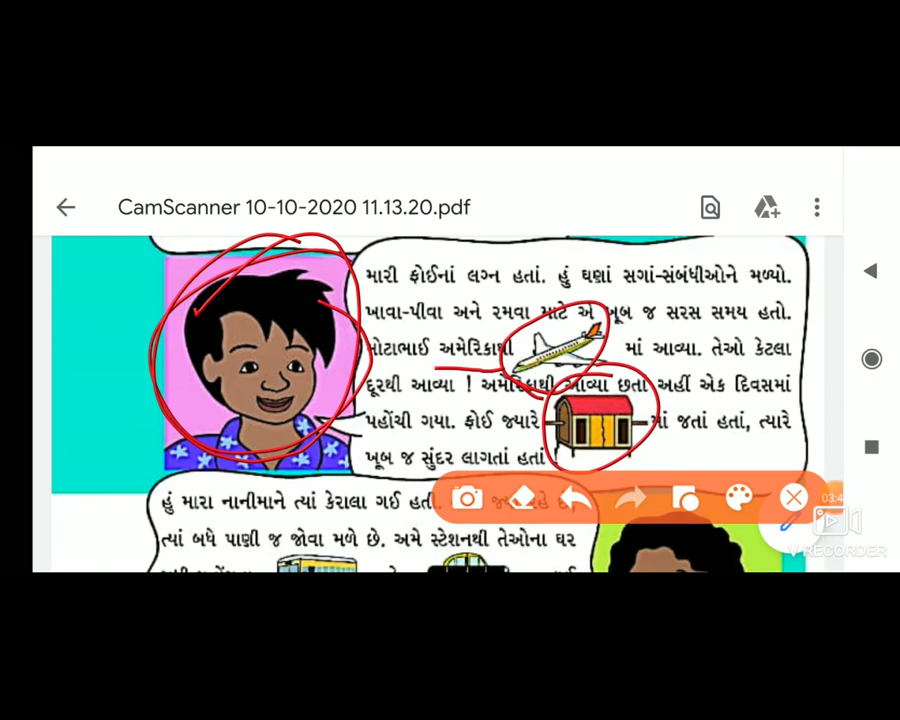 CamScanner 10-10-2020 11.13.20.pdf
મારી ફોઈનાં લગ્ન હતાં. હું ઘણાં સગાં-સંબંધીઓને મળ્યો.
ખાવા-પીવા અને રમવા માટે એ ખૂબ જ સરસ સમય હતો.
મોટાભાઈ અમેરિકાથી માં આવ્યા. તેઓ કેટલા
દૂરથી આવ્યા ! અમેરિકાથી આવ્યા છતાં અહીં એક દિવસમાં
પહોંચી ગયા. ફોઈ જ્યારે માં જતાં હતાં, ત્યારે
ખૂબ જ સુંદર લાગતાં હતાં !
હું મારા નાનીમાને ત્યાં કેરાલા ગઈ હતી.
ત્યાં બધે પાણી જ જોવા મળે છે. અમે સ્ટેશનથી તેઓના ઘર
03:4
V RECORDER